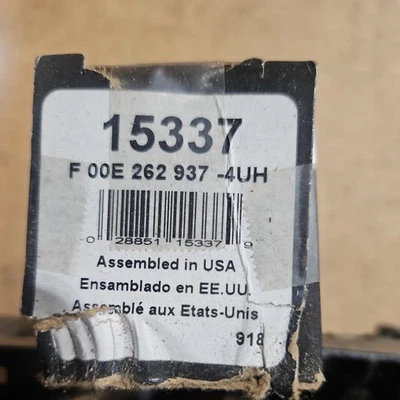 15337
F 00E 262 937 -4UH
0 28851 15337 9
Assembled in USA
Ensamblado en EE.UU.
Assemblé aux Etats-Unis
918